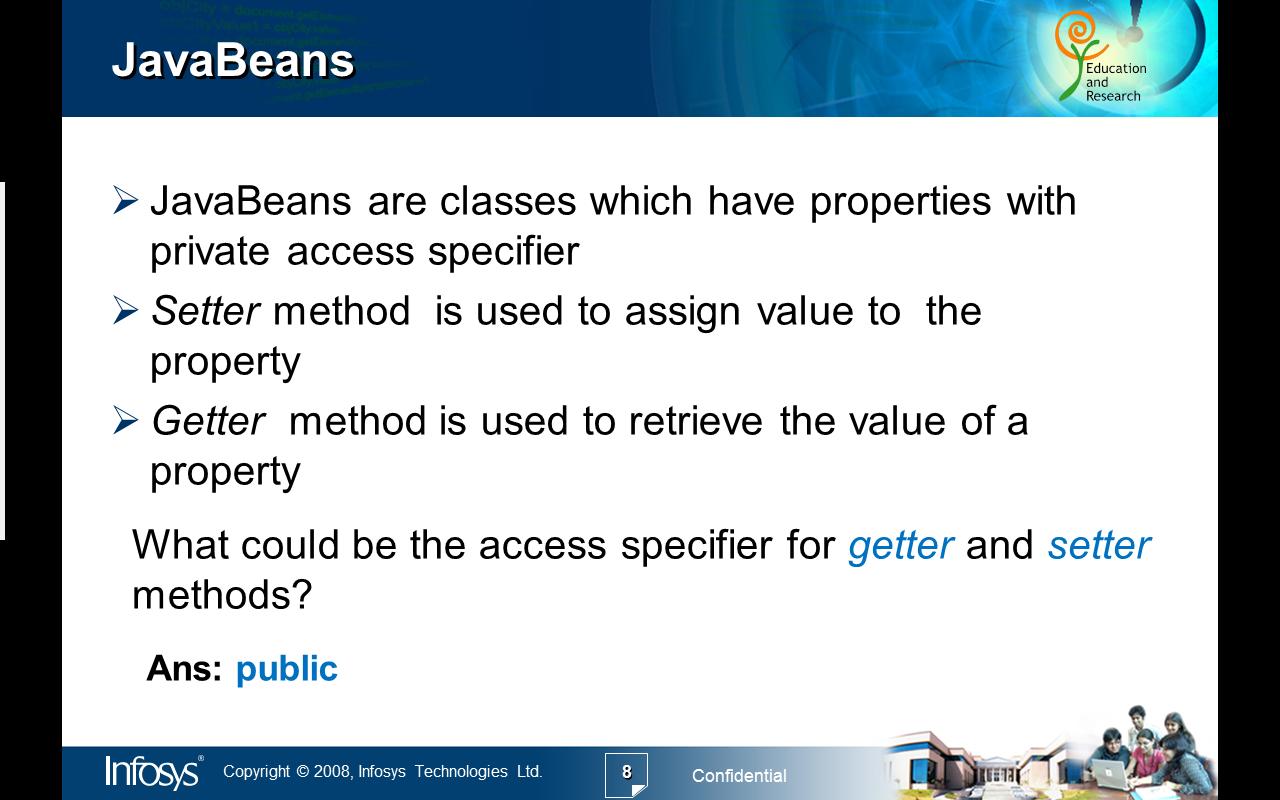 JavaBeans
Education
and
Research
JavaBeans are classes which have properties with
private access specifier
Setter method is used to assign value to the
property
Getter method is used to retrieve the value of a
property
What could be the access specifier for getter and setter
methods?
Ans: public
Infosys® Copyright © 2008, Infosys Technologies Ltd. 8 Confidential